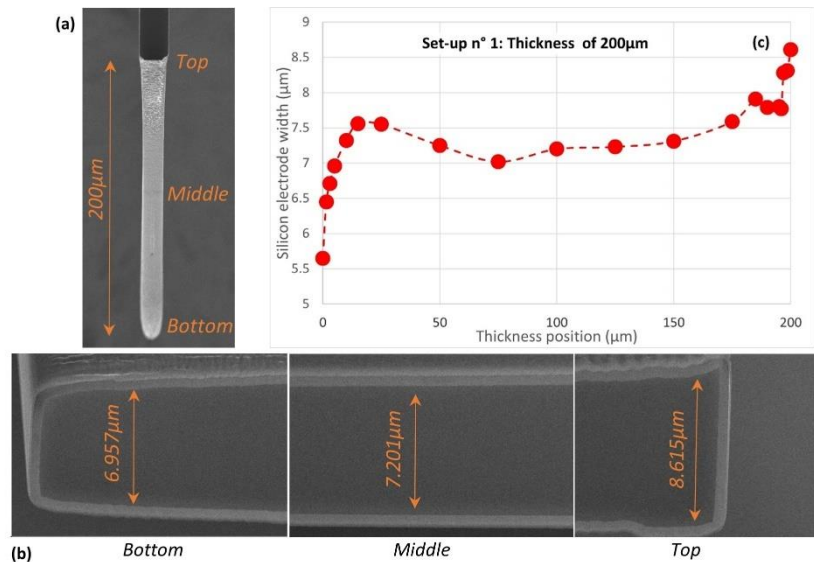 (a)
Top
200µm
Middle
Bottom
Set-up n° 1: Thickness of 200µm
(c)
Silicon electrode width (µm)
9
8.5
8
7.5
7
6.5
6
5.5
5
0
50
100
150
200
Thickness position (µm)
6.957µm
7.201µm
8.615µm
(b)
Bottom
Middle
Top